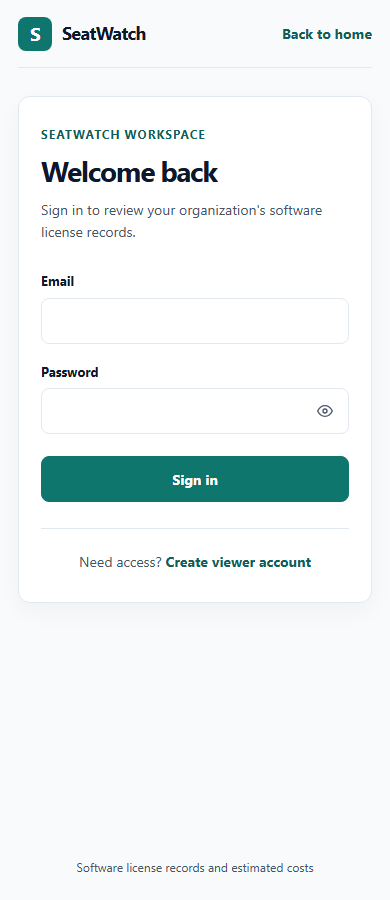 S SeatWatch Back to home
SEATWATCH WORKSPACE
Welcome back
Sign in to review your organization's software
license records.
Email
Password
Sign in
Need access? Create viewer account
Software license records and estimated costs